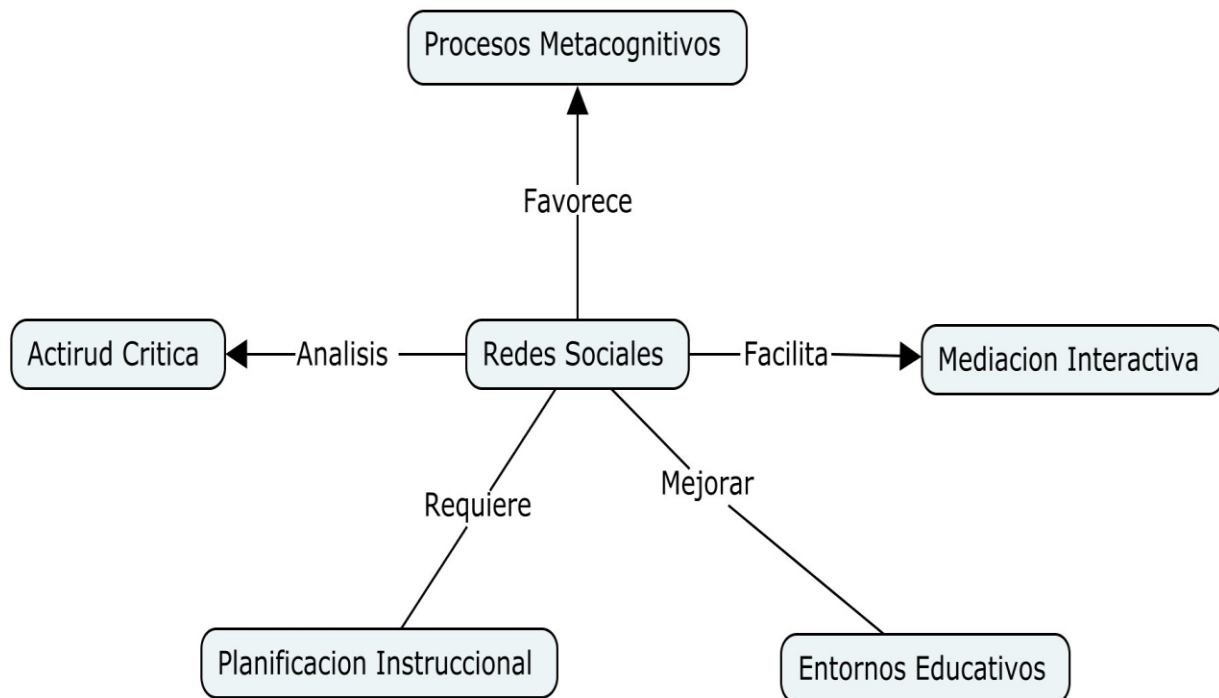 Procesos Metacognitivos
Favorece
Actirud Critica
Analisis
Redes Sociales
Facilita
Mediacion Interactiva
Requiere
Mejorar
Planificacion Instruccional
Entornos Educativos